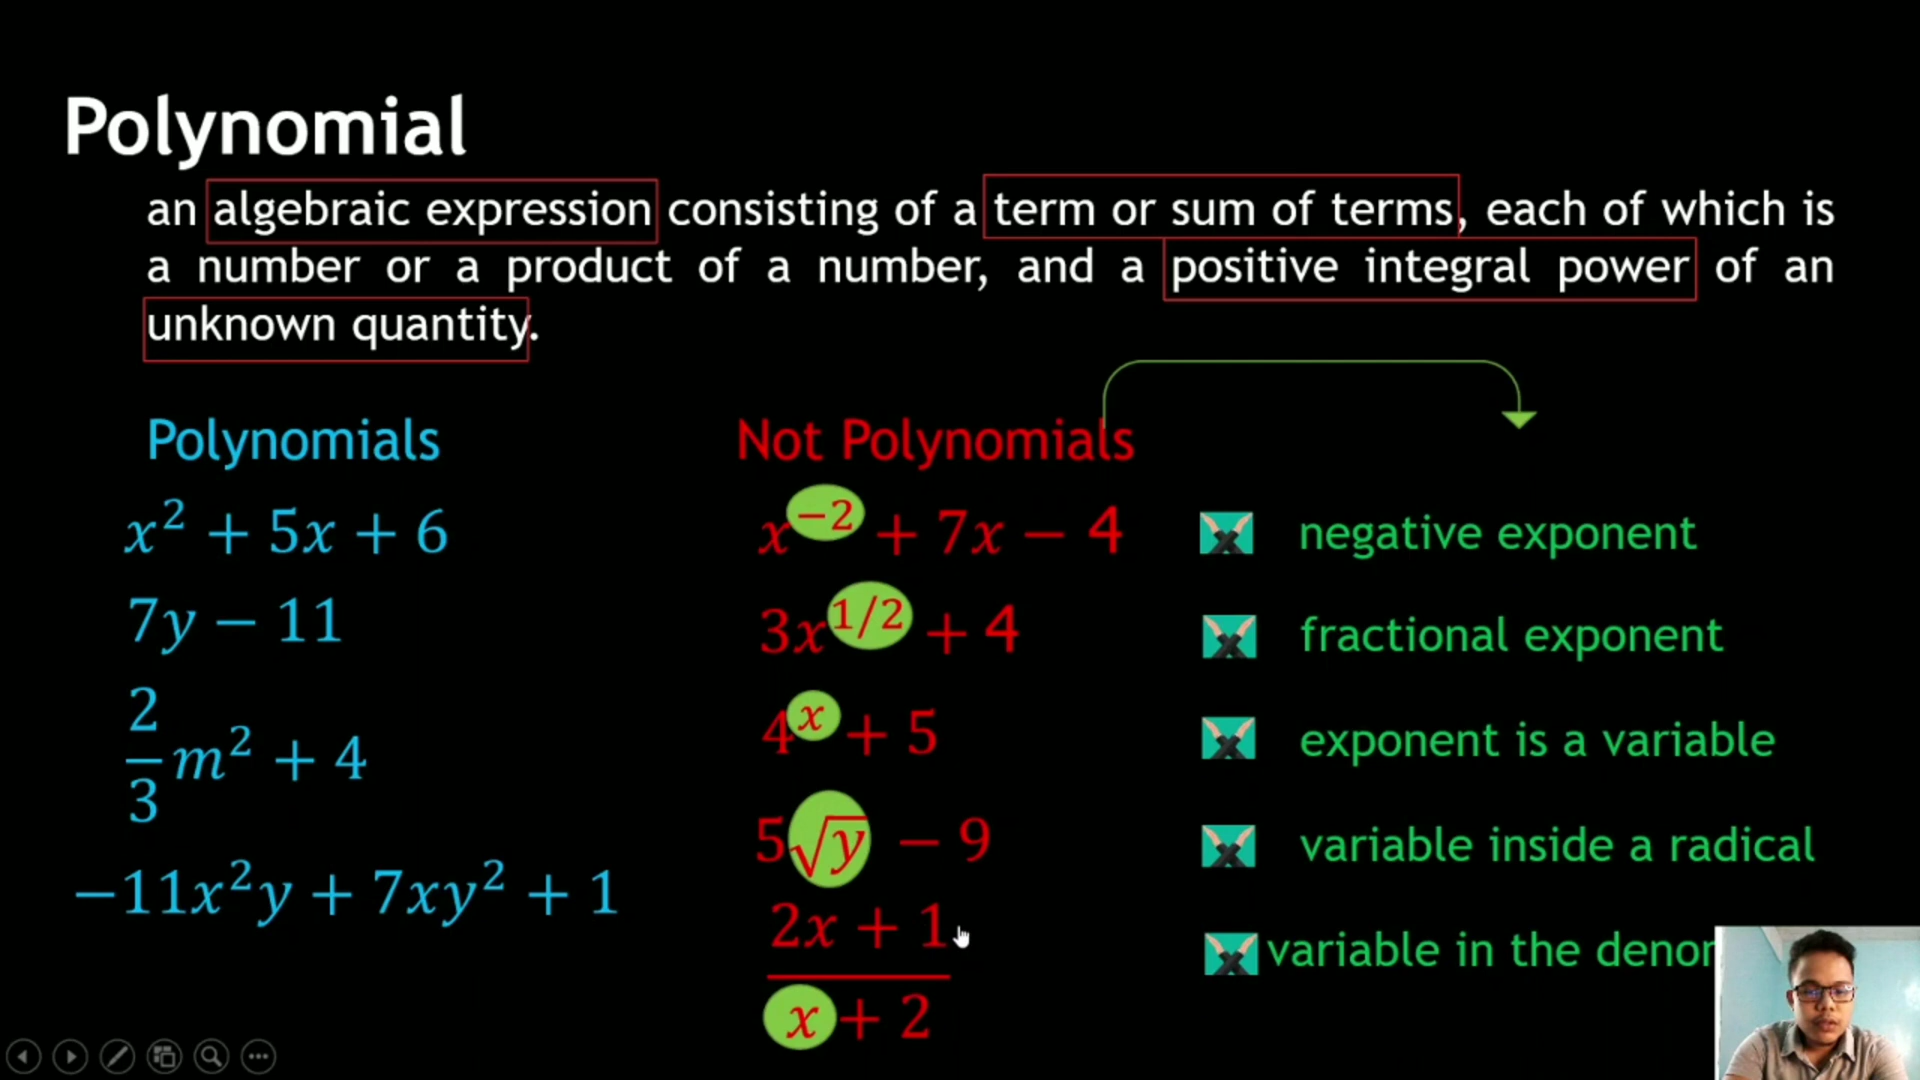 Polynomial
an algebraic expression consisting of a term or sum of terms, each of which is
a number or a product of a number, and a positive integral power of an
unknown quantity.
Polynomials
x² + 5x + 6
7y − 11
2/3 m² + 4
−11x²y + 7xy² + 1
Not Polynomials
x⁻² + 7x − 4
3x^(1/2) + 4
4ˣ + 5
5√y − 9
2x + 1
x + 2
negative exponent
fractional exponent
exponent is a variable
variable inside a radical
variable in the